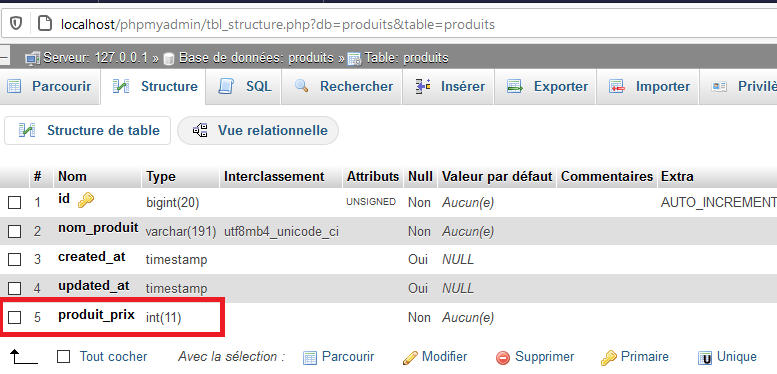 localhost/phpmyadmin/tbl_structure.php?db=produits&table=produits
Serveur: 127.0.0.1 » Base de données: produits » Table: produits
Parcourir Structure SQL Rechercher Insérer Exporter Importer Privilè
Structure de table Vue relationnelle
# Nom Type Interclassement Attributs Null Valeur par défaut Commentaires Extra
1 id bigint(20) UNSIGNED Non Aucun(e) AUTO_INCREMENT
2 nom_produit varchar(191) utf8mb4_unicode_ci Non Aucun(e)
3 created_at timestamp Oui NULL
4 updated_at timestamp Oui NULL
5 produit_prix int(11) Non Aucun(e)
Tout cocher Avec la sélection : Parcourir Modifier Supprimer Primaire Unique